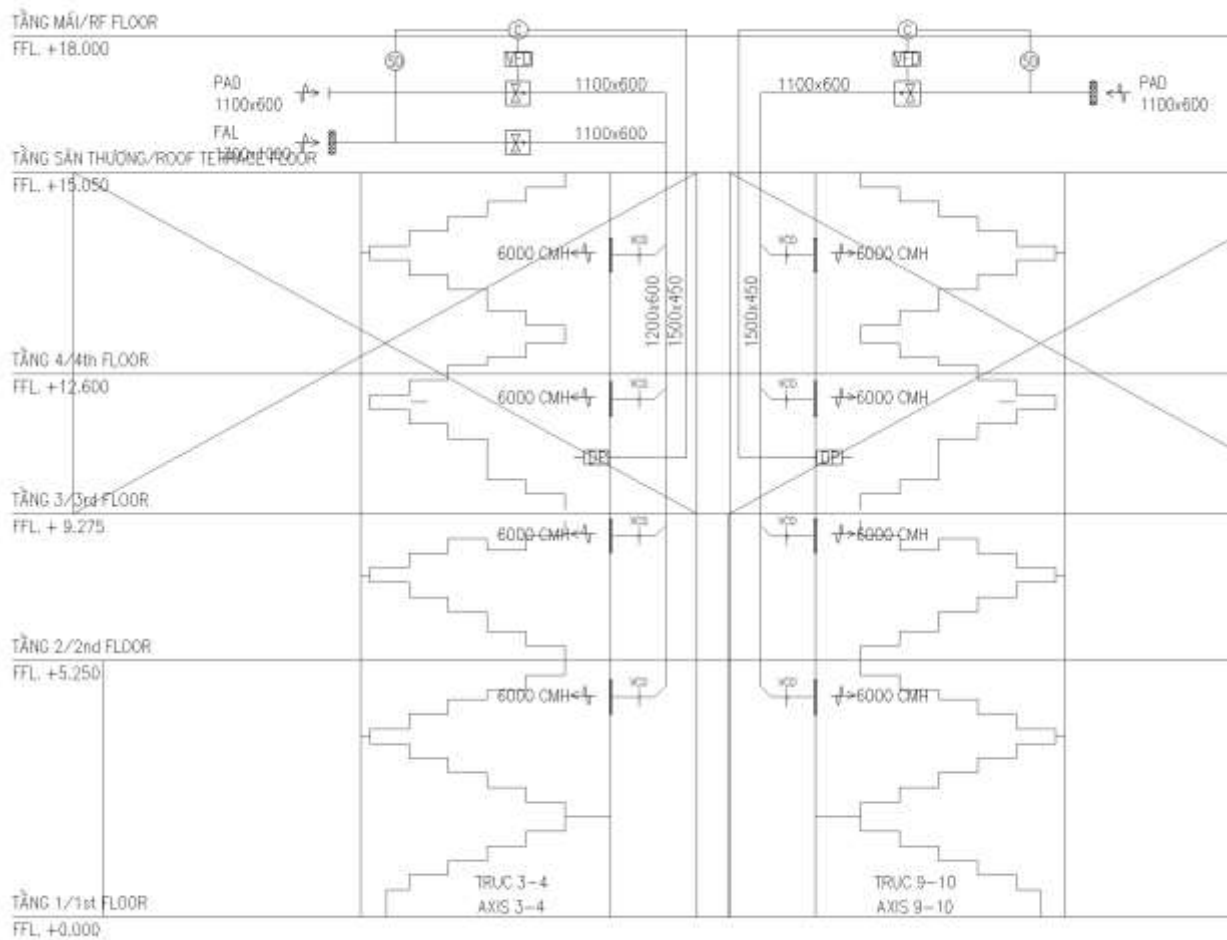 TẦNG MÁI/RF FLOOR
FFL. +18.000
C
C
SD
SD
VFD
VFD
PAD
1100x600
1100x600
1100x600
PAD
1100x600
FAL
1100x600
TẦNG SÂN THƯỢNG/ROOF TERRACE FLOOR
FFL. +15.050
6000 CMH
VCD
VCD
6000 CMH
1200x600
1500x450
1500x450
TẦNG 4/4th FLOOR
FFL. +12.600
6000 CMH
VCD
VCD
6000 CMH
DP
DP
TẦNG 3/3rd FLOOR
FFL. + 9.275
6000 CMH
VCD
VCD
6000 CMH
TẦNG 2/2nd FLOOR
FFL. +5.250
6000 CMH
VCD
VCD
6000 CMH
TRỤC 3-4
AXIS 3-4
TRỤC 9-10
AXIS 9-10
TẦNG 1/1st FLOOR
FFL. +0.000